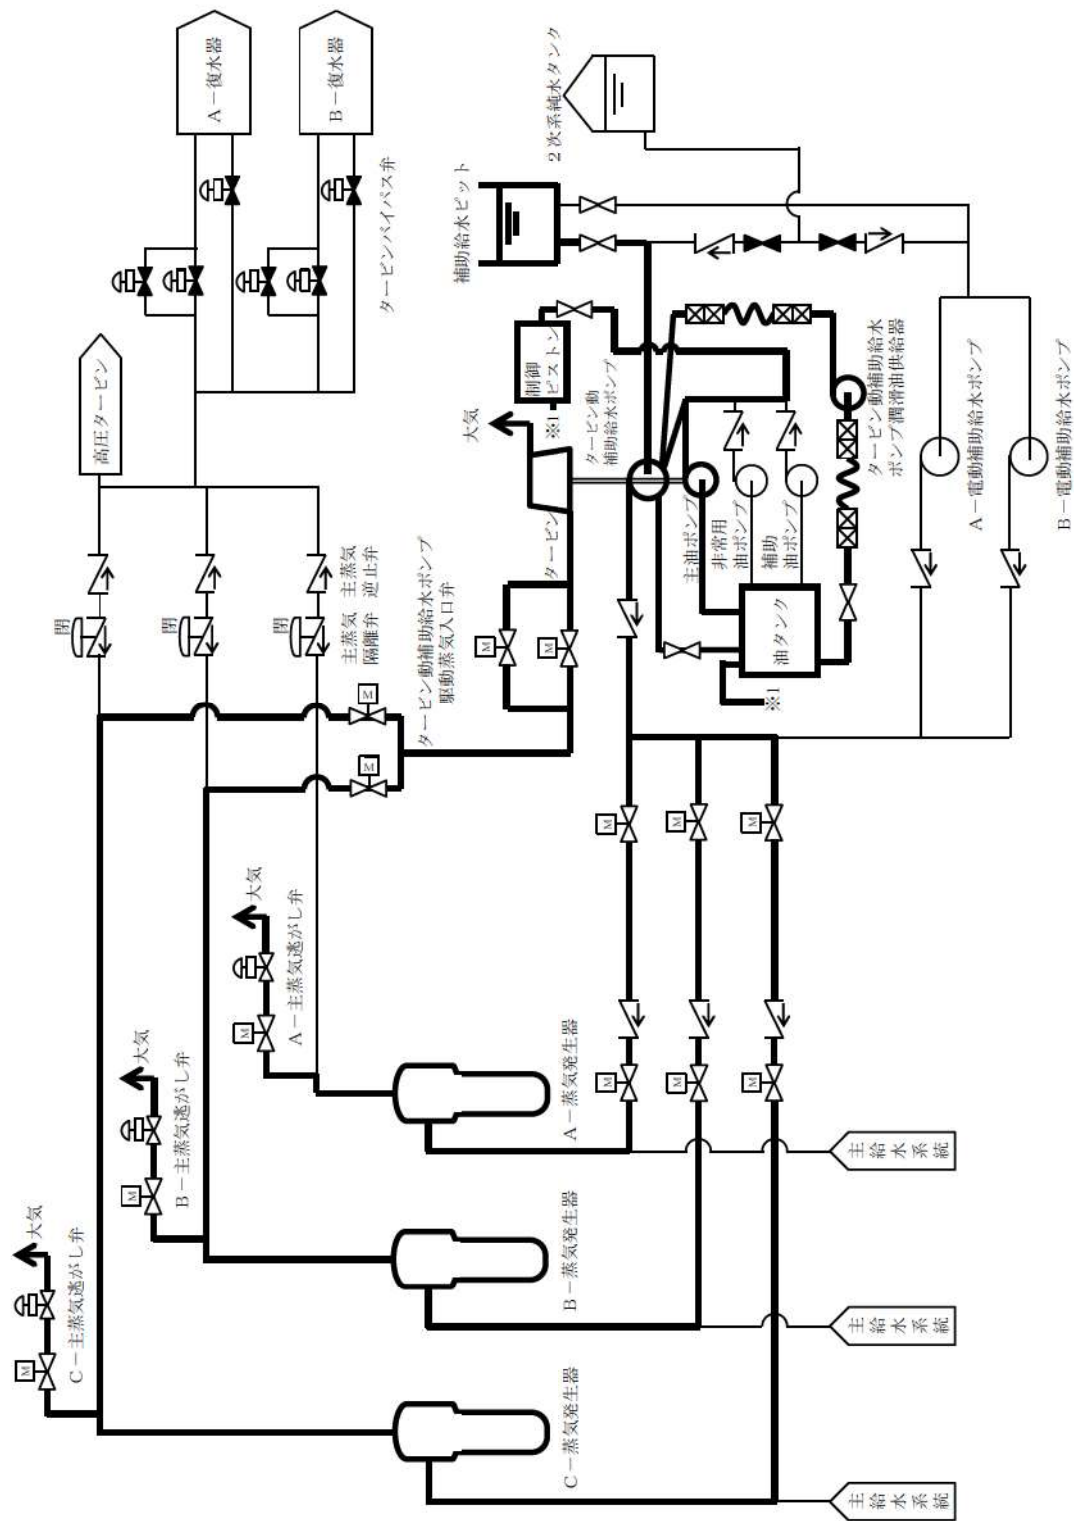 A－復水器
B－復水器
タービンバイパス弁
高圧タービン
2次系純水タンク
補助給水ピット
制御
ピストン
※1
大気
タービン動
補助給水ポンプ
タービン
主油ポンプ
非常用
油ポンプ
補助
油ポンプ
油タンク
※1
タービン動補助給水
ポンプ潤滑油供給器
A－電動補助給水ポンプ
B－電動補助給水ポンプ
閉
閉
閉
主蒸気
隔離弁
主蒸気
逆止弁
タービン動補助給水ポンプ
駆動蒸気入口弁
M
M
M
M
M
M
M
M
M
M
大気
A－主蒸気逃がし弁
M
大気
B－主蒸気逃がし弁
M
大気
C－主蒸気逃がし弁
M
A－蒸気発生器
B－蒸気発生器
C－蒸気発生器
主給水系統
主給水系統
主給水系統